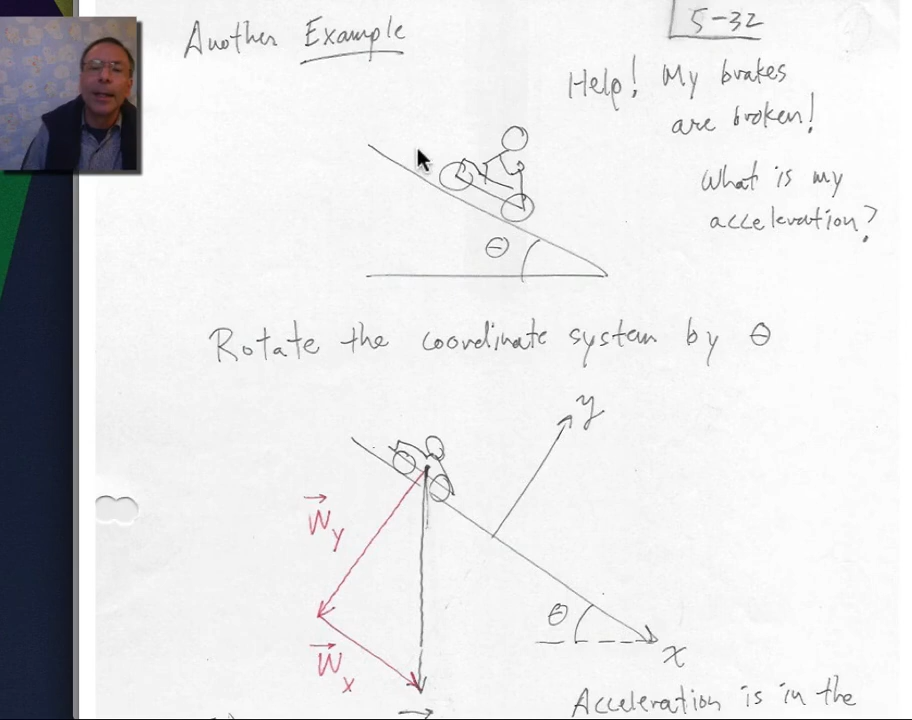 Another Example
5-32
Help! My brakes
are broken!
What is my
acceleration?
θ
Rotate the coordinate system by θ
y
W⃗y
θ
W⃗x
x
Acceleration is in the